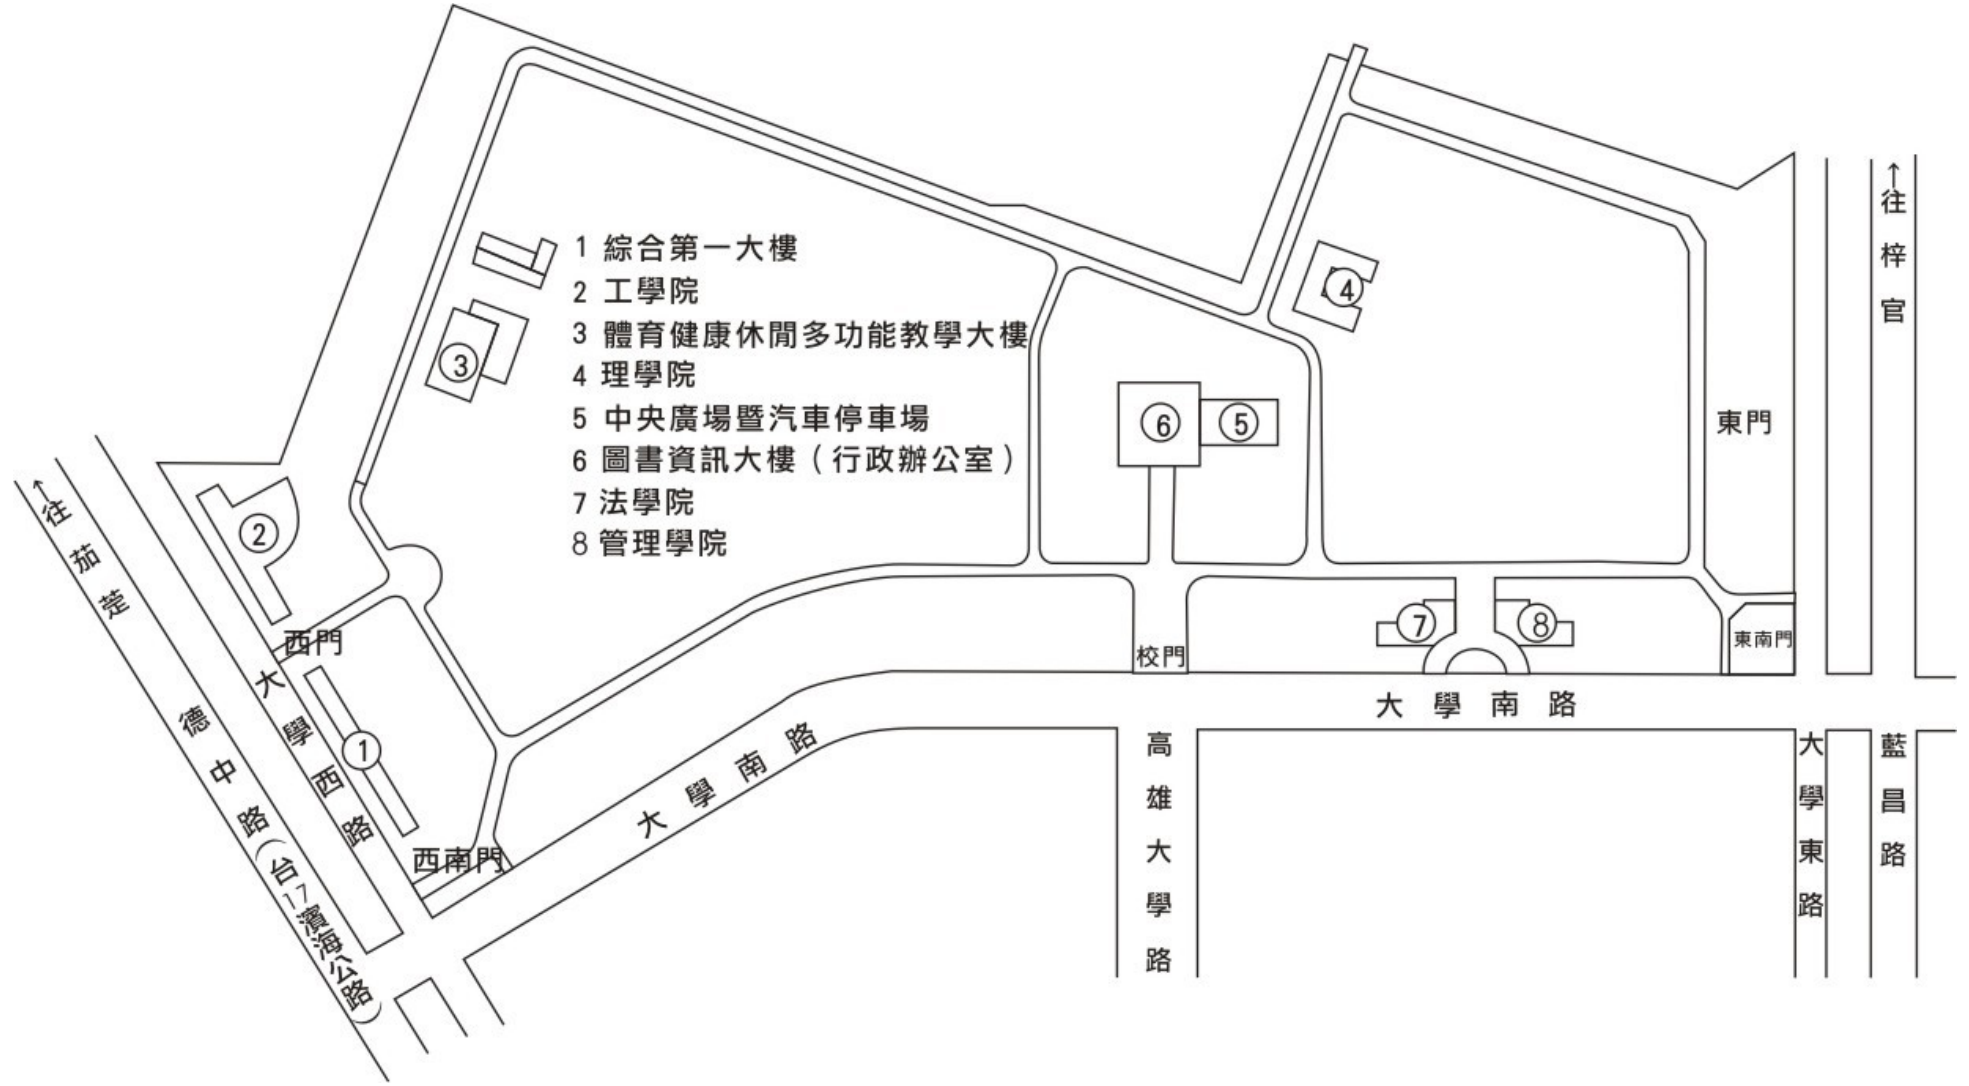 1 綜合第一大樓
2 工學院
3 體育健康休閒多功能教學大樓
4 理學院
5 中央廣場暨汽車停車場
6 圖書資訊大樓（行政辦公室）
7 法學院
8 管理學院
3
2
1
6
5
4
7
8
西門
西南門
校門
東門
東南門
↑往茄萣
德中路（台17濱海公路）
大學西路
大學南路
大學南路
高雄大學路
大學東路
藍昌路
↑往梓官